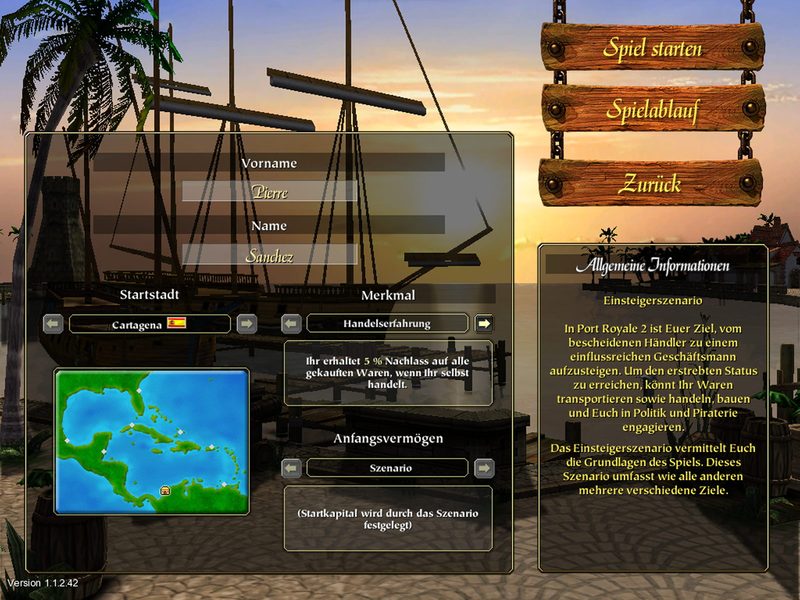 Spiel starten
Spielablauf
Zurück
Vorname
Pierre
Name
Sanchez
Startstadt
Cartagena
Merkmal
Handelserfahrung
Ihr erhaltet 5 % Nachlass auf alle
gekauften Waren, wenn Ihr selbst
handelt.
Anfangsvermögen
Szenario
(Startkapital wird durch das Szenario
festgelegt)
Allgemeine Informationen
Einsteigerszenario
In Port Royale 2 ist Euer Ziel, vom
bescheidenen Händler zu einem
einflussreichen Geschäftsmann
aufzusteigen. Um den erstrebten Status
zu erreichen, könnt Ihr Waren
transportieren sowie handeln, bauen
und Euch in Politik und Piraterie
engagieren.
Das Einsteigerszenario vermittelt Euch
die Grundlagen des Spiels. Dieses
Szenario umfasst wie alle anderen
mehrere verschiedene Ziele.
Version 1.1.2.42